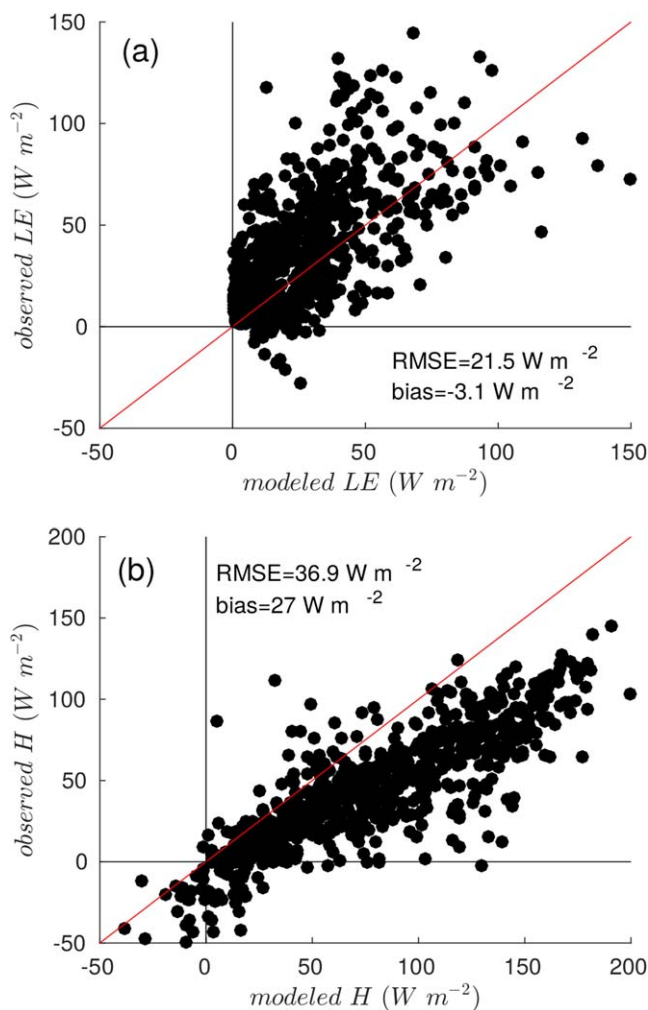 150
(a)
100
50
0
-50
observed LE (W m−2)
RMSE=21.5 W m -2
bias=-3.1 W m -2
-50 0 50 100 150
modeled LE (W m−2)
200
(b)
RMSE=36.9 W m -2
bias=27 W m -2
150
100
50
0
-50
observed H (W m−2)
-50 0 50 100 150 200
modeled H (W m−2)